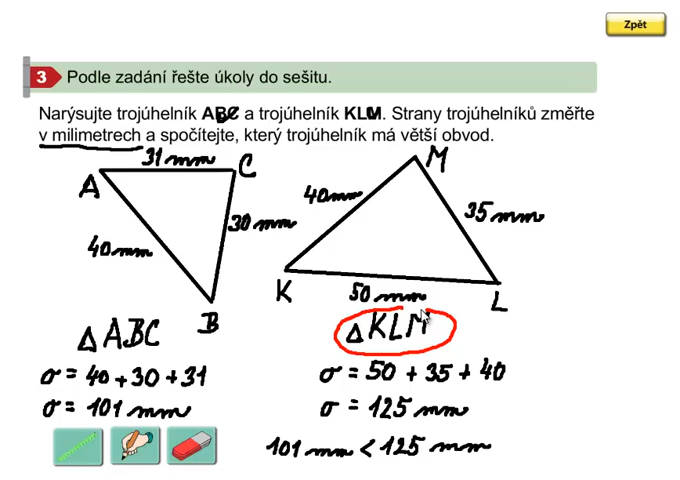 Zpět
3 Podle zadání řešte úkoly do sešitu.
Narýsujte trojúhelník ABC a trojúhelník KLM. Strany trojúhelníků změřte
v milimetrech a spočítejte, který trojúhelník má větší obvod.
31 mm
A
C
40 mm
30 mm
B
M
40 mm
35 mm
K
50 mm
L
△ ABC
σ = 40 + 30 + 31
σ = 101 mm
△ KLM
σ = 50 + 35 + 40
σ = 125 mm
101 mm < 125 mm